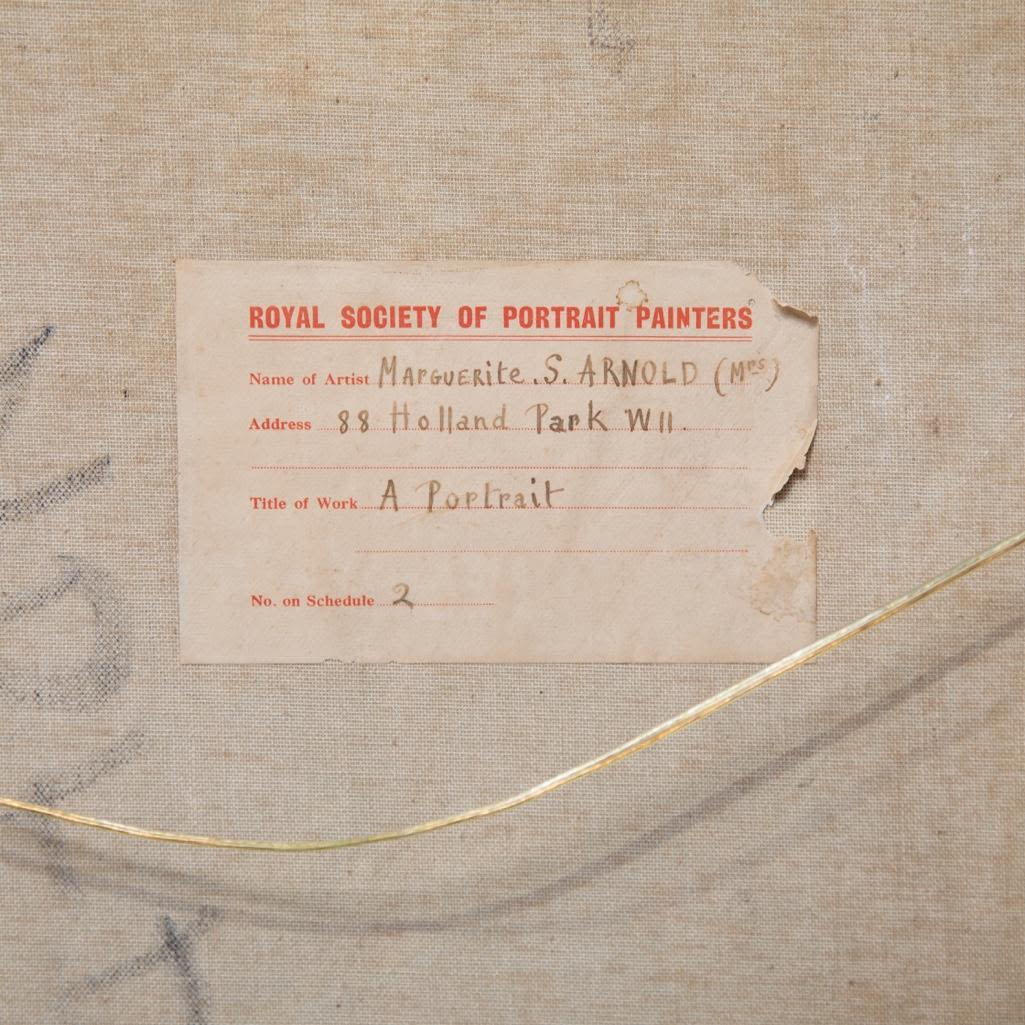 ROYAL SOCIETY OF PORTRAIT PAINTERS
Name of Artist Marguerite. S. ARNOLD (Mrs)
Address 88 Holland Park W11.
Title of Work A Portrait
No. on Schedule 2